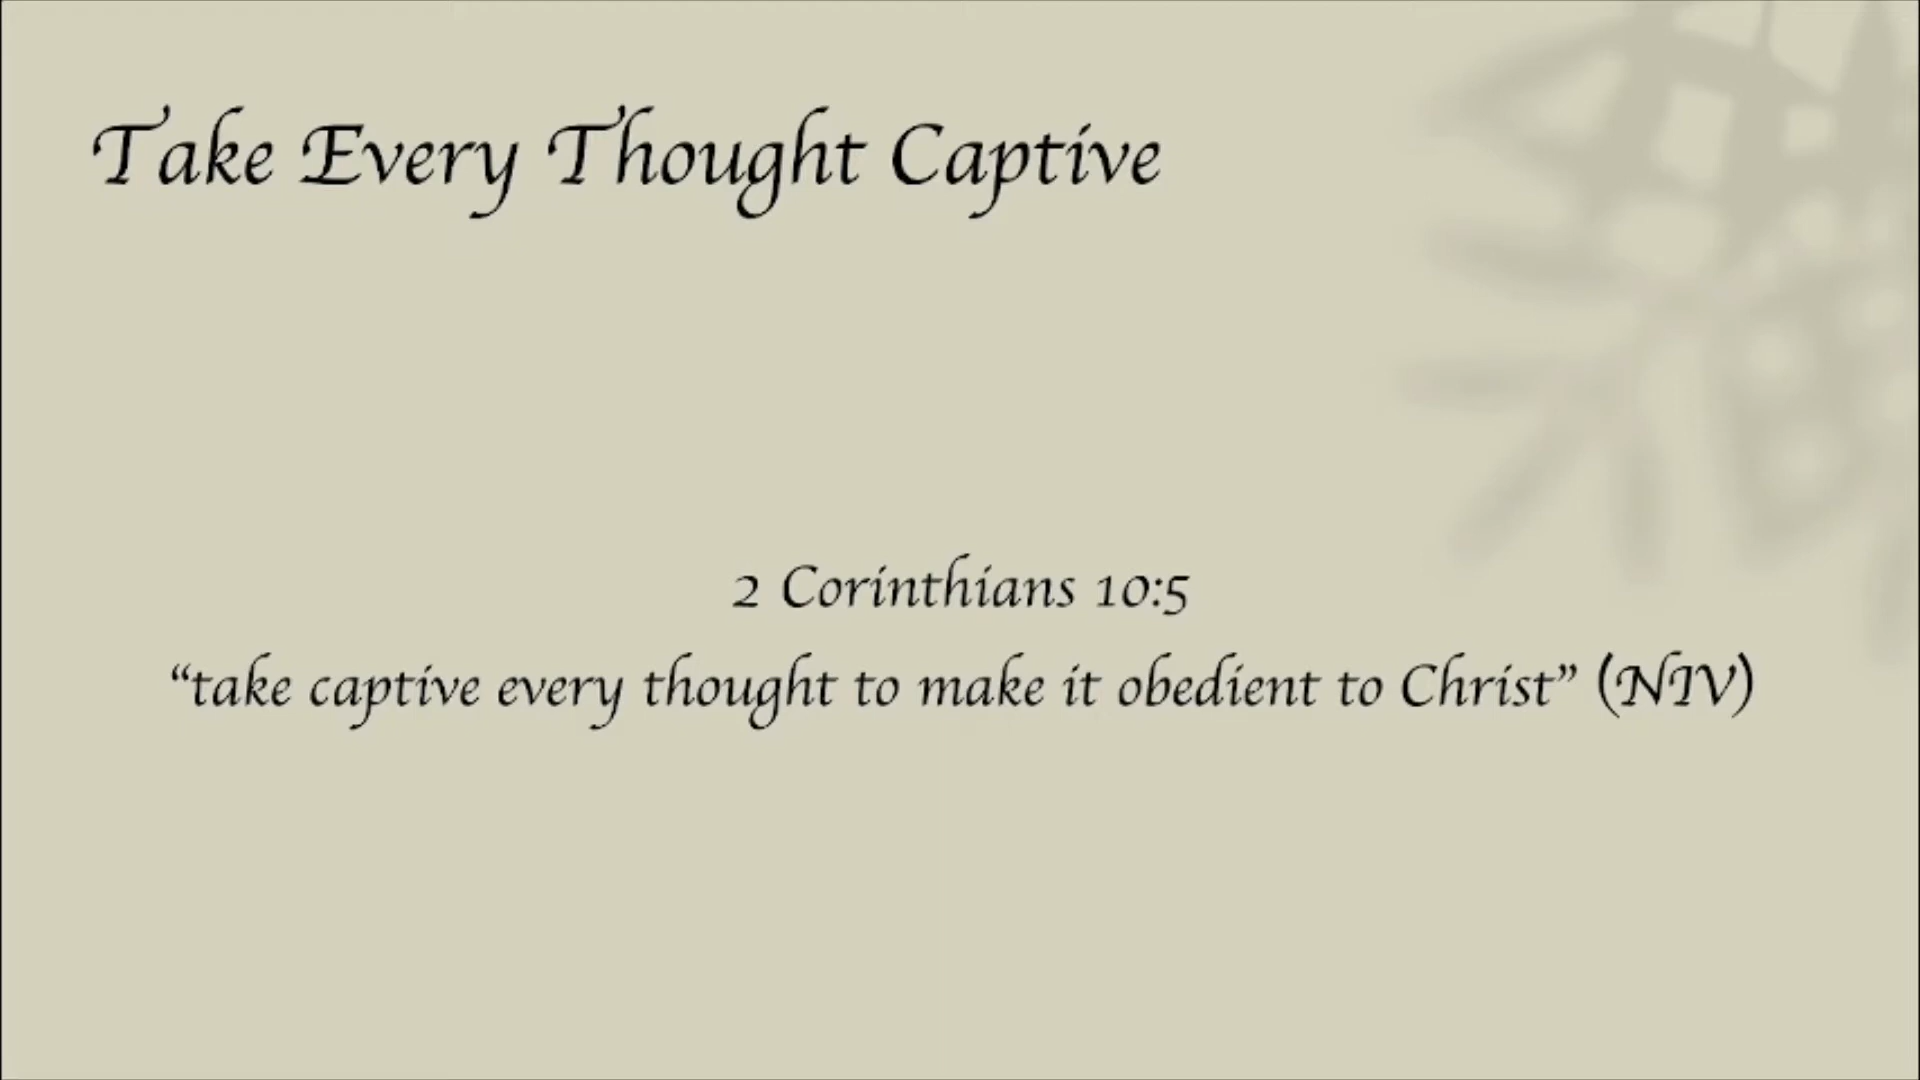 Take Every Thought Captive
2 Corinthians 10:5
“take captive every thought to make it obedient to Christ” (NIV)